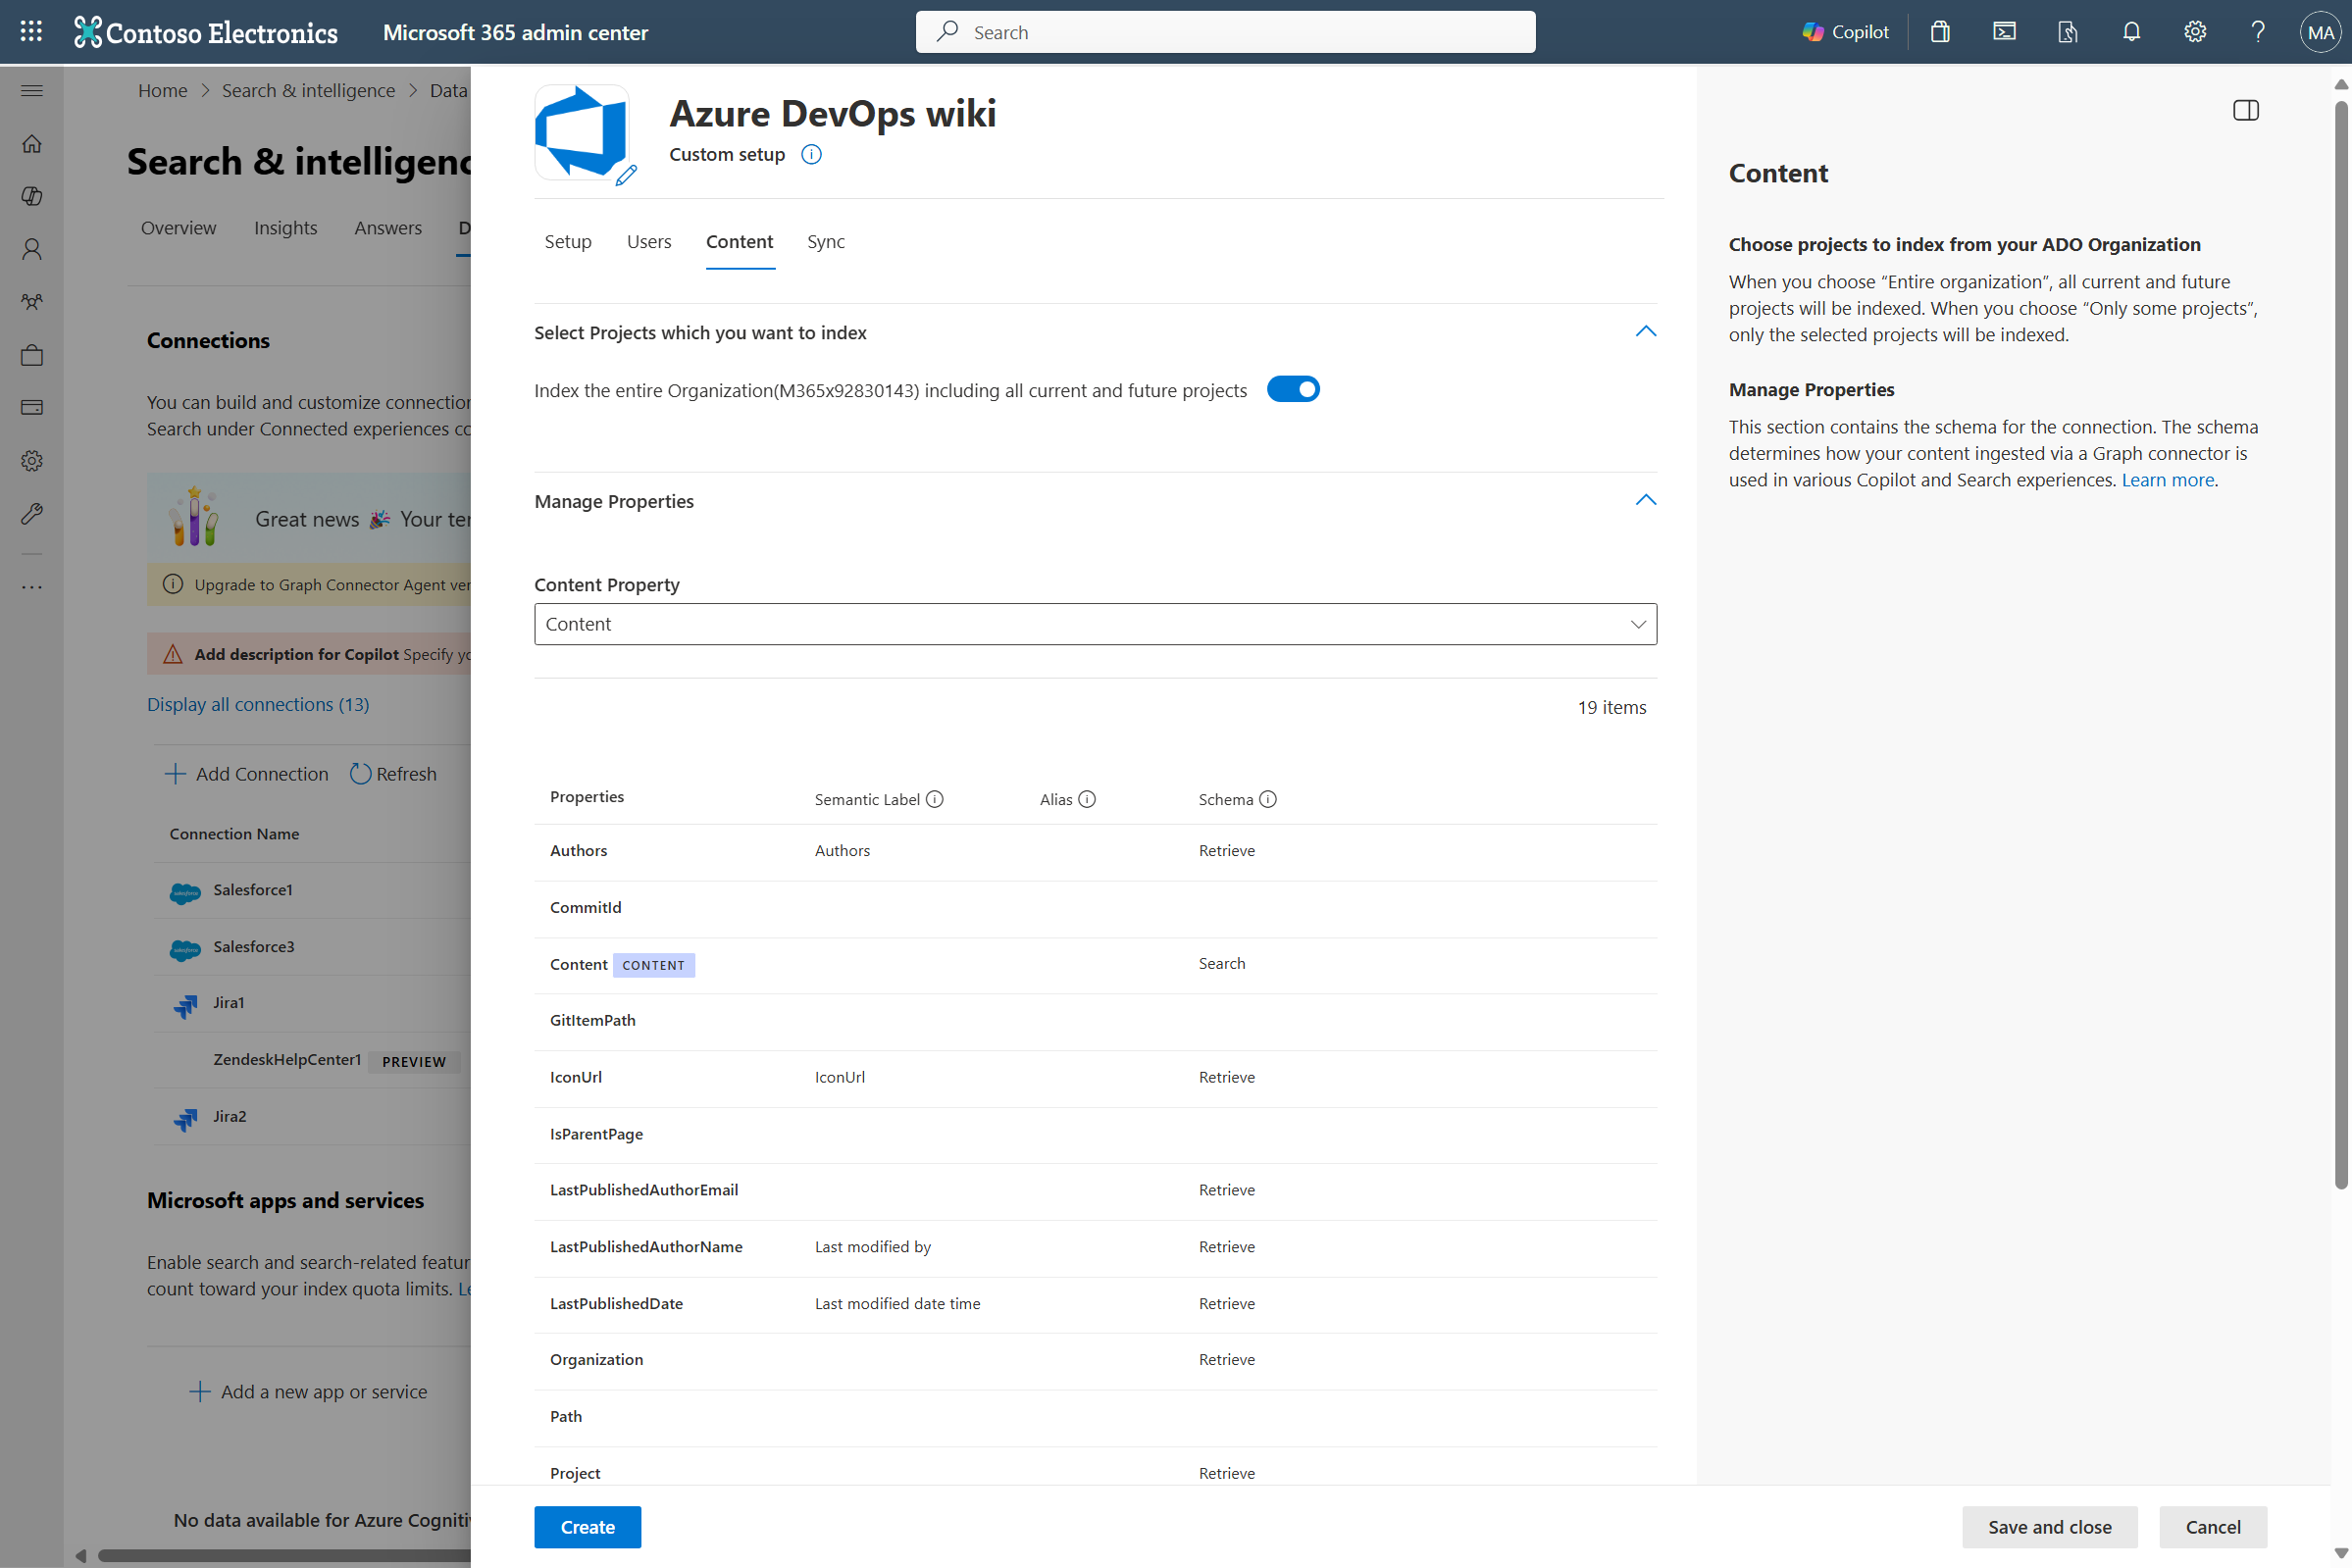 Contoso Electronics
Microsoft 365 admin center
Search
Copilot
MA
Home > Search & intelligence > Data
Search & intelligenc
Overview
Insights
Answers
D
Connections
You can build and customize connection
Search under Connected experiences co
Great news 🎉 Your ter
Upgrade to Graph Connector Agent ver
Add description for Copilot Specify yo
Display all connections (13)
Add Connection
Refresh
Connection Name
Salesforce1
Salesforce3
Jira1
ZendeskHelpCenter1 PREVIEW
Jira2
Microsoft apps and services
Enable search and search-related featur
count toward your index quota limits. Le
Add a new app or service
No data available for Azure Cogniti
Azure DevOps wiki
Custom setup
Setup
Users
Content
Sync
Select Projects which you want to index
Index the entire Organization(M365x92830143) including all current and future projects
Manage Properties
Content Property
Content
19 items
Properties Semantic Label Alias Schema
Authors Authors Retrieve
CommitId
Content CONTENT Search
GitItemPath
IconUrl IconUrl Retrieve
IsParentPage
LastPublishedAuthorEmail Retrieve
LastPublishedAuthorName Last modified by Retrieve
LastPublishedDate Last modified date time Retrieve
Organization Retrieve
Path
Project Retrieve
Create
Save and close
Cancel
Content
Choose projects to index from your ADO Organization
When you choose “Entire organization”, all current and future
projects will be indexed. When you choose “Only some projects”,
only the selected projects will be indexed.
Manage Properties
This section contains the schema for the connection. The schema
determines how your content ingested via a Graph connector is
used in various Copilot and Search experiences. Learn more.